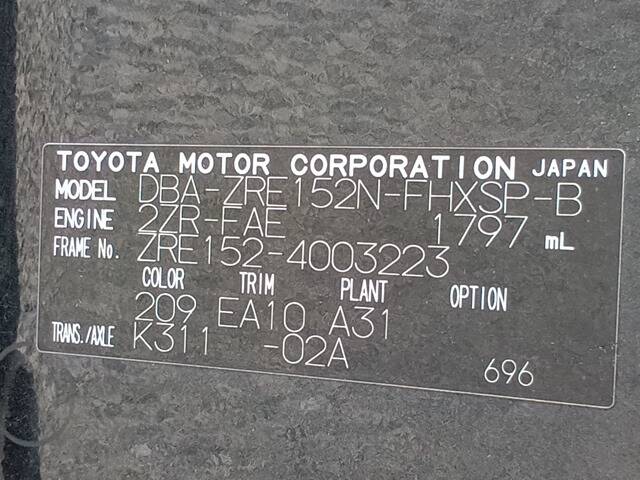 TOYOTA MOTOR CORPORATION JAPAN
MODEL DBA-ZRE152N-FHXSP-B
ENGINE 2ZR-FAE 1797 mL
FRAME No. ZRE152-4003223
COLOR TRIM PLANT OPTION
209 EA10 A31
TRANS./AXLE K311 -02A
696